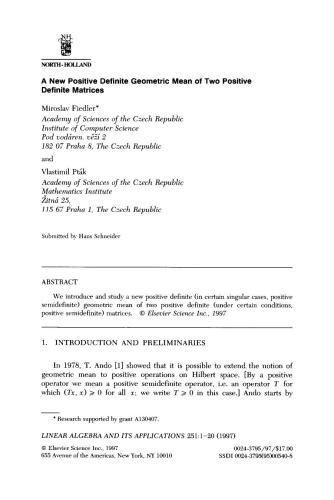 NORTH-HOLLAND
A New Positive Definite Geometric Mean of Two Positive
Definite Matrices
Miroslav Fiedler*
Academy of Sciences of the Czech Republic
Institute of Computer Science
Pod vodáren. věží 2
182 07 Praha 8, The Czech Republic
and
Vlastimil Pták
Academy of Sciences of the Czech Republic
Mathematics Institute
Žitná 25,
115 67 Praha 1, The Czech Republic
Submitted by Hans Schneider
ABSTRACT
We introduce and study a new positive definite (in certain singular cases, positive
semidefinite) geometric mean of two positive definite (under certain conditions,
positive semidefinite) matrices. © Elsevier Science Inc., 1997
1. INTRODUCTION AND PRELIMINARIES
In 1978, T. Ando [1] showed that it is possible to extend the notion of
geometric mean to positive operations on Hilbert space. [By a positive
operator we mean a positive semidefinite operator, i.e. an operator T for
which (Tx, x) ⩾ 0 for all x; we write T ⩾ 0 in this case.] Ando starts by
* Research supported by grant A130407.
LINEAR ALGEBRA AND ITS APPLICATIONS 251:1–20 (1997)
© Elsevier Science Inc., 1997 0024-3795/97/$17.00
655 Avenue of the Americas, New York, NY 10010 SSDI 0024-3795(95)00540-S